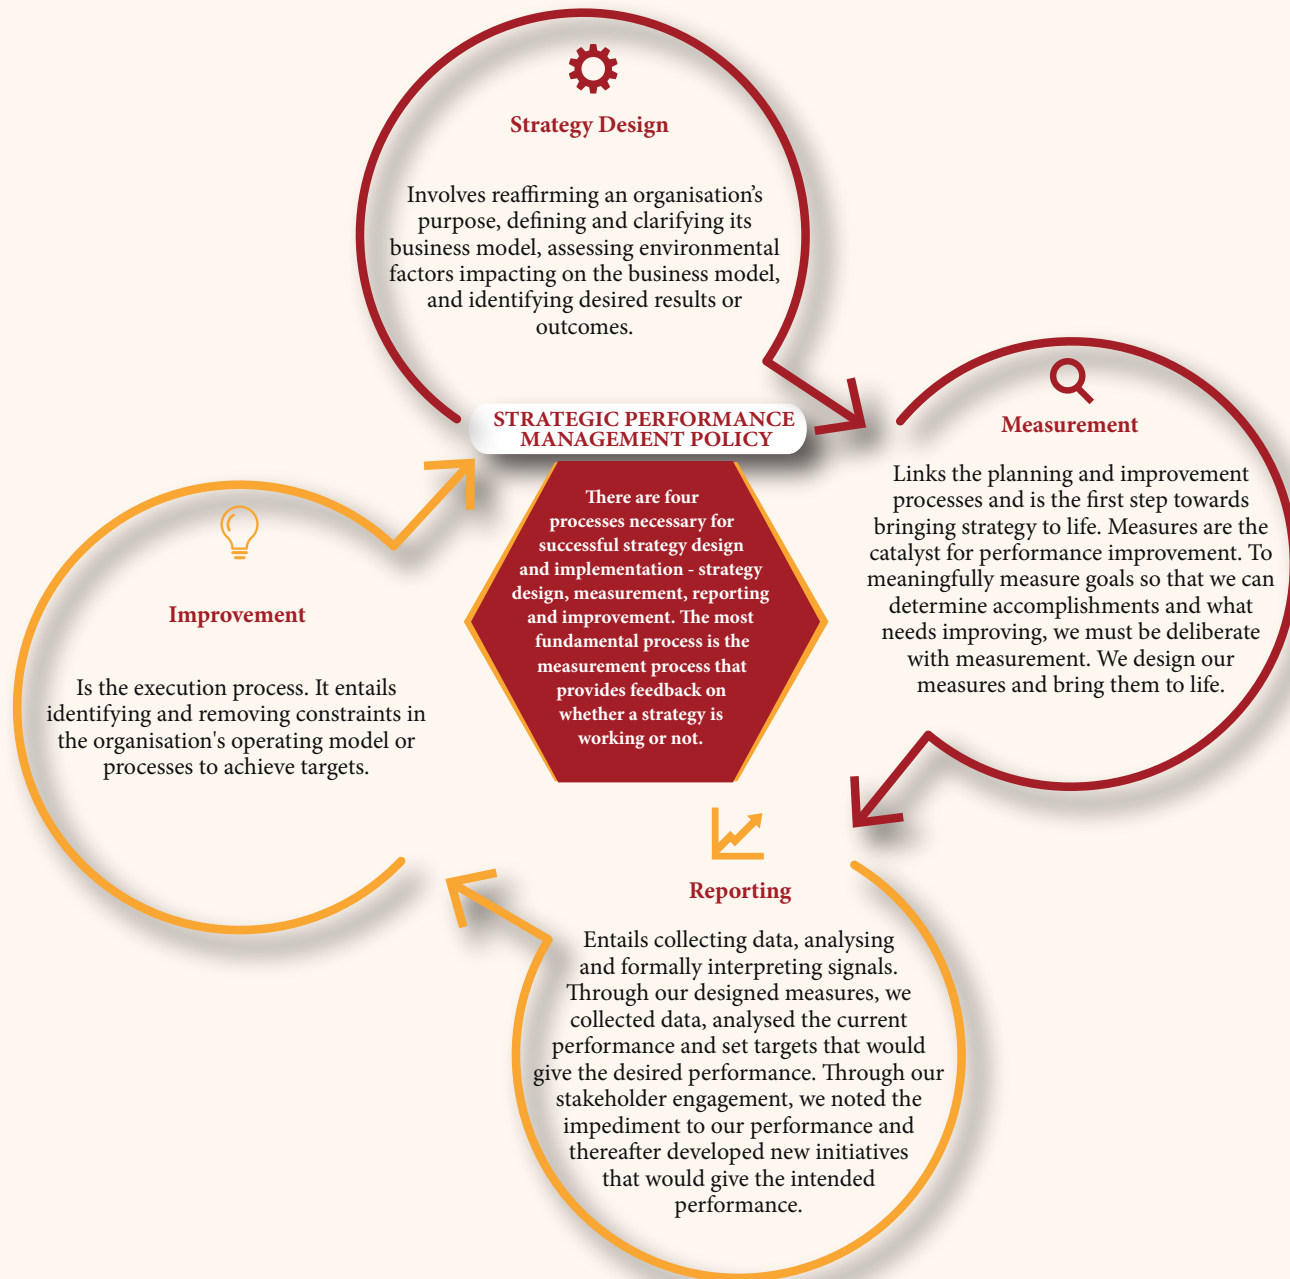 Strategy Design
Involves reaffirming an organisation's
purpose, defining and clarifying its
business model, assessing environmental
factors impacting on the business model,
and identifying desired results or
outcomes.
STRATEGIC PERFORMANCE
MANAGEMENT POLICY
There are four
processes necessary for
successful strategy design
and implementation - strategy
design, measurement, reporting
and improvement. The most
fundamental process is the
measurement process that
provides feedback on
whether a strategy is
working or not.
Measurement
Links the planning and improvement
processes and is the first step towards
bringing strategy to life. Measures are the
catalyst for performance improvement. To
meaningfully measure goals so that we can
determine accomplishments and what
needs improving, we must be deliberate
with measurement. We design our
measures and bring them to life.
Reporting
Entails collecting data, analysing
and formally interpreting signals.
Through our designed measures, we
collected data, analysed the current
performance and set targets that would
give the desired performance. Through our
stakeholder engagement, we noted the
impediment to our performance and
thereafter developed new initiatives
that would give the intended
performance.
Improvement
Is the execution process. It entails
identifying and removing constraints in
the organisation's operating model or
processes to achieve targets.